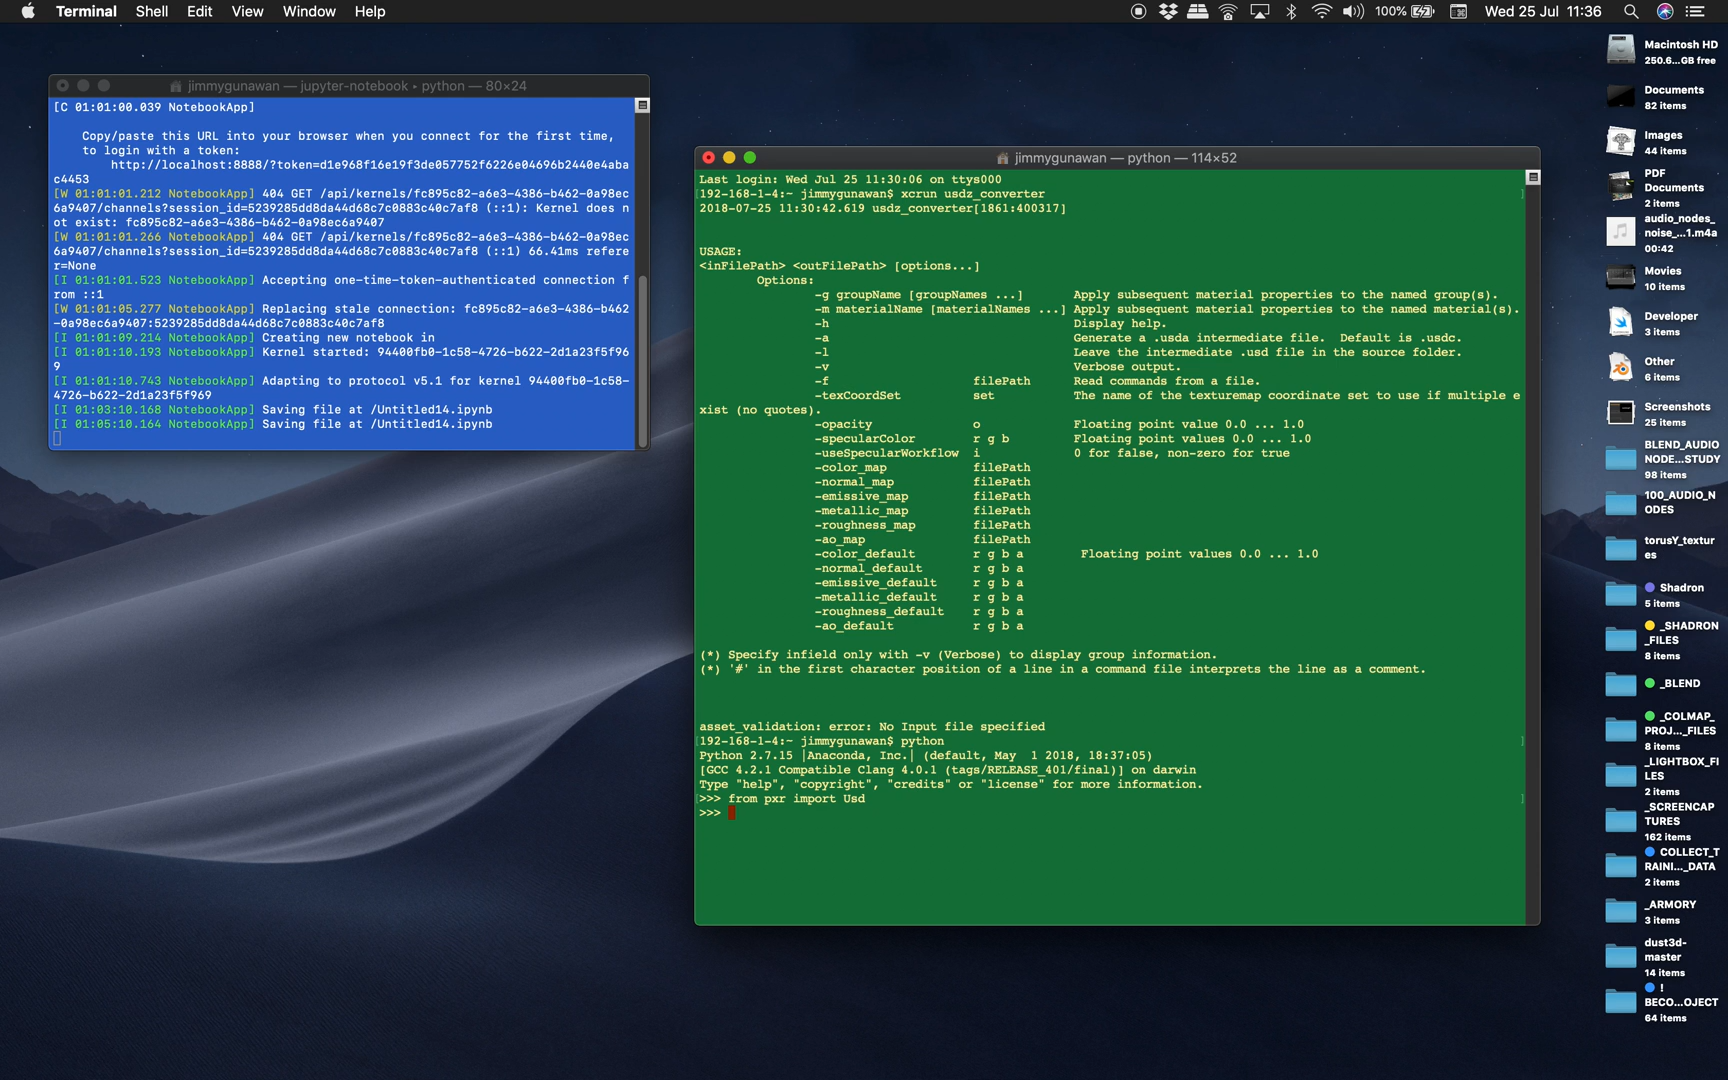 Terminal Shell Edit View Window Help
100% Wed 25 Jul 11:36
jimmygunawan — jupyter-notebook • python — 80×24
[C 01:01:00.039 NotebookApp]
Copy/paste this URL into your browser when you connect for the first time,
to login with a token:
http://localhost:8888/?token=d1e968f16e19f3de057752f6226e04696b2440e4aba
c4453
[W 01:01:01.212 NotebookApp] 404 GET /api/kernels/fc895c82-a6e3-4386-b462-0a98ec
6a9407/channels?session_id=5239285dd8da44d68c7c0883c40c7af8 (::1): Kernel does n
ot exist: fc895c82-a6e3-4386-b462-0a98ec6a9407
[W 01:01:01.266 NotebookApp] 404 GET /api/kernels/fc895c82-a6e3-4386-b462-0a98ec
6a9407/channels?session_id=5239285dd8da44d68c7c0883c40c7af8 (::1) 66.41ms refere
r=None
[I 01:01:01.523 NotebookApp] Accepting one-time-token-authenticated connection f
rom ::1
[W 01:01:05.277 NotebookApp] Replacing stale connection: fc895c82-a6e3-4386-b462
-0a98ec6a9407:5239285dd8da44d68c7c0883c40c7af8
[I 01:01:09.214 NotebookApp] Creating new notebook in
[I 01:01:10.193 NotebookApp] Kernel started: 94400fb0-1c58-4726-b622-2d1a23f5f96
9
[I 01:01:10.743 NotebookApp] Adapting to protocol v5.1 for kernel 94400fb0-1c58-
4726-b622-2d1a23f5f969
[I 01:03:10.168 NotebookApp] Saving file at /Untitled14.ipynb
[I 01:05:10.164 NotebookApp] Saving file at /Untitled14.ipynb
jimmygunawan — python — 114×52
Last login: Wed Jul 25 11:30:06 on ttys000
[192-168-1-4:~ jimmygunawan$ xcrun usdz_converter ]
2018-07-25 11:30:42.619 usdz_converter[1861:400317]
USAGE:
<inFilePath> <outFilePath> [options...]
Options:
-g groupName [groupNames ...] Apply subsequent material properties to the named group(s).
-m materialName [materialNames ...] Apply subsequent material properties to the named material(s).
-h Display help.
-a Generate a .usda intermediate file. Default is .usdc.
-l Leave the intermediate .usd file in the source folder.
-v Verbose output.
-f filePath Read commands from a file.
-texCoordSet set The name of the texturemap coordinate set to use if multiple e
xist (no quotes).
-opacity o Floating point value 0.0 ... 1.0
-specularColor r g b Floating point values 0.0 ... 1.0
-useSpecularWorkflow i 0 for false, non-zero for true
-color_map filePath
-normal_map filePath
-emissive_map filePath
-metallic_map filePath
-roughness_map filePath
-ao_map filePath
-color_default r g b a Floating point values 0.0 ... 1.0
-normal_default r g b a
-emissive_default r g b a
-metallic_default r g b a
-roughness_default r g b a
-ao_default r g b a
(*) Specify infield only with -v (Verbose) to display group information.
(*) '#' in the first character position of a line in a command file interprets the line as a comment.
asset_validation: error: No Input file specified
[192-168-1-4:~ jimmygunawan$ python ]
Python 2.7.15 |Anaconda, Inc.| (default, May  1 2018, 18:37:05)
[GCC 4.2.1 Compatible Clang 4.0.1 (tags/RELEASE_401/final)] on darwin
Type "help", "copyright", "credits" or "license" for more information.
[>>> from pxr import Usd ]
>>>
Macintosh HD
250.6...GB free
Documents
82 items
Images
44 items
PDF
Documents
2 items
audio_nodes_
noise_...1.m4a
00:42
Movies
10 items
Developer
3 items
Other
6 items
Screenshots
25 items
BLEND_AUDIO
NODE...STUDY
98 items
100_AUDIO_N
ODES
torusY_textur
es
Shadron
5 items
_SHADRON
_FILES
8 items
_BLEND
_COLMAP_
PROJ..._FILES
8 items
_LIGHTBOX_FI
LES
2 items
_SCREENCAP
TURES
162 items
COLLECT_T
RAINI..._DATA
2 items
_ARMORY
3 items
dust3d-
master
14 items
!
BECO...OJECT
64 items